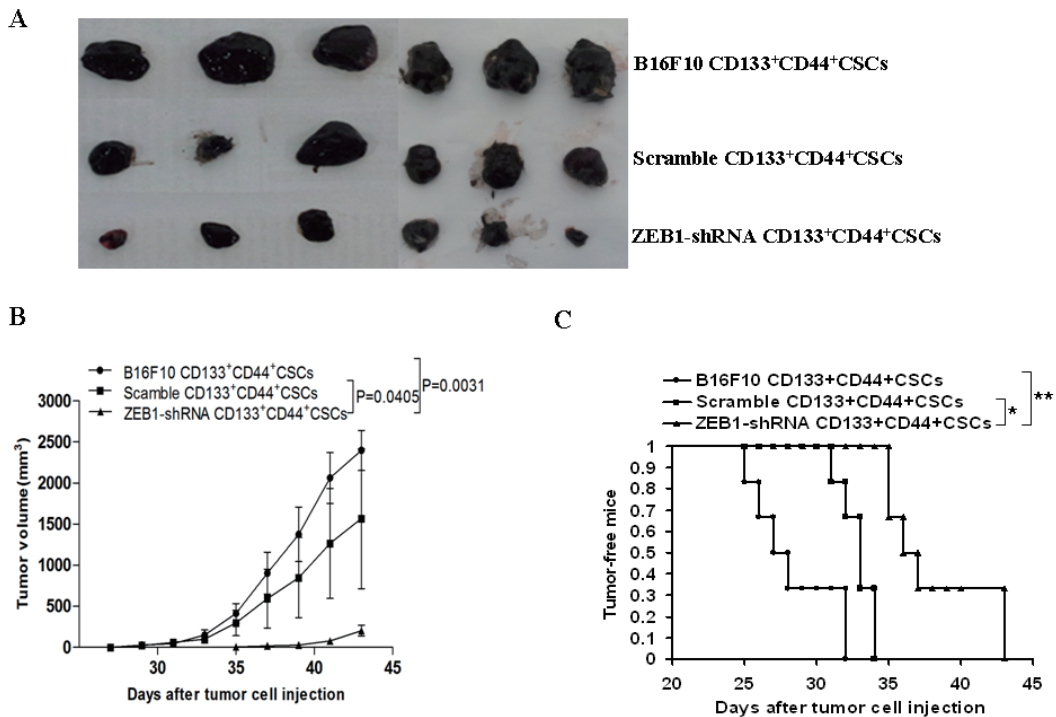 A
B16F10 CD133⁺CD44⁺CSCs
Scramble CD133⁺CD44⁺CSCs
ZEB1-shRNA CD133⁺CD44⁺CSCs
B
B16F10 CD133⁺CD44⁺CSCs
Scamble CD133⁺CD44⁺CSCs
ZEB1-shRNA CD133⁺CD44⁺CSCs
P=0.0405
P=0.0031
Tumor volume(mm³)
3000
2500
2000
1500
1000
500
0
30 35 40 45
Days after tumor cell injection
C
B16F10 CD133+CD44+CSCs
Scramble CD133+CD44+CSCs
ZEB1-shRNA CD133+CD44+CSCs
*
**
Tumor-free mice
1
0.9
0.8
0.7
0.6
0.5
0.4
0.3
0.2
0.1
0
20 25 30 35 40 45
Days after tumor cell injection